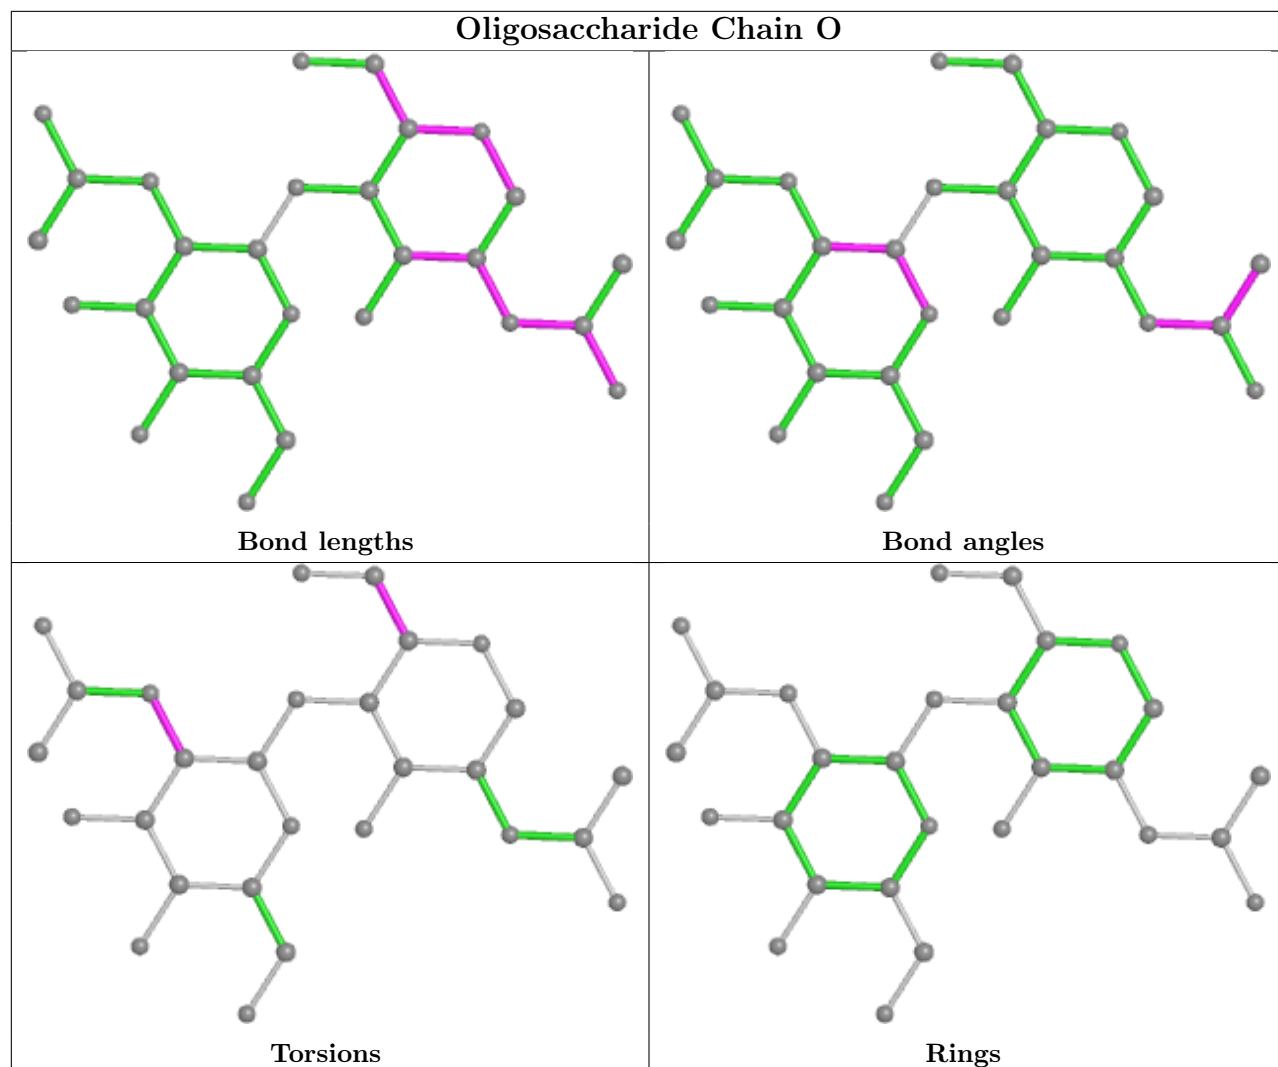 Oligosaccharide Chain O
Bond lengths
Bond angles
Torsions
Rings